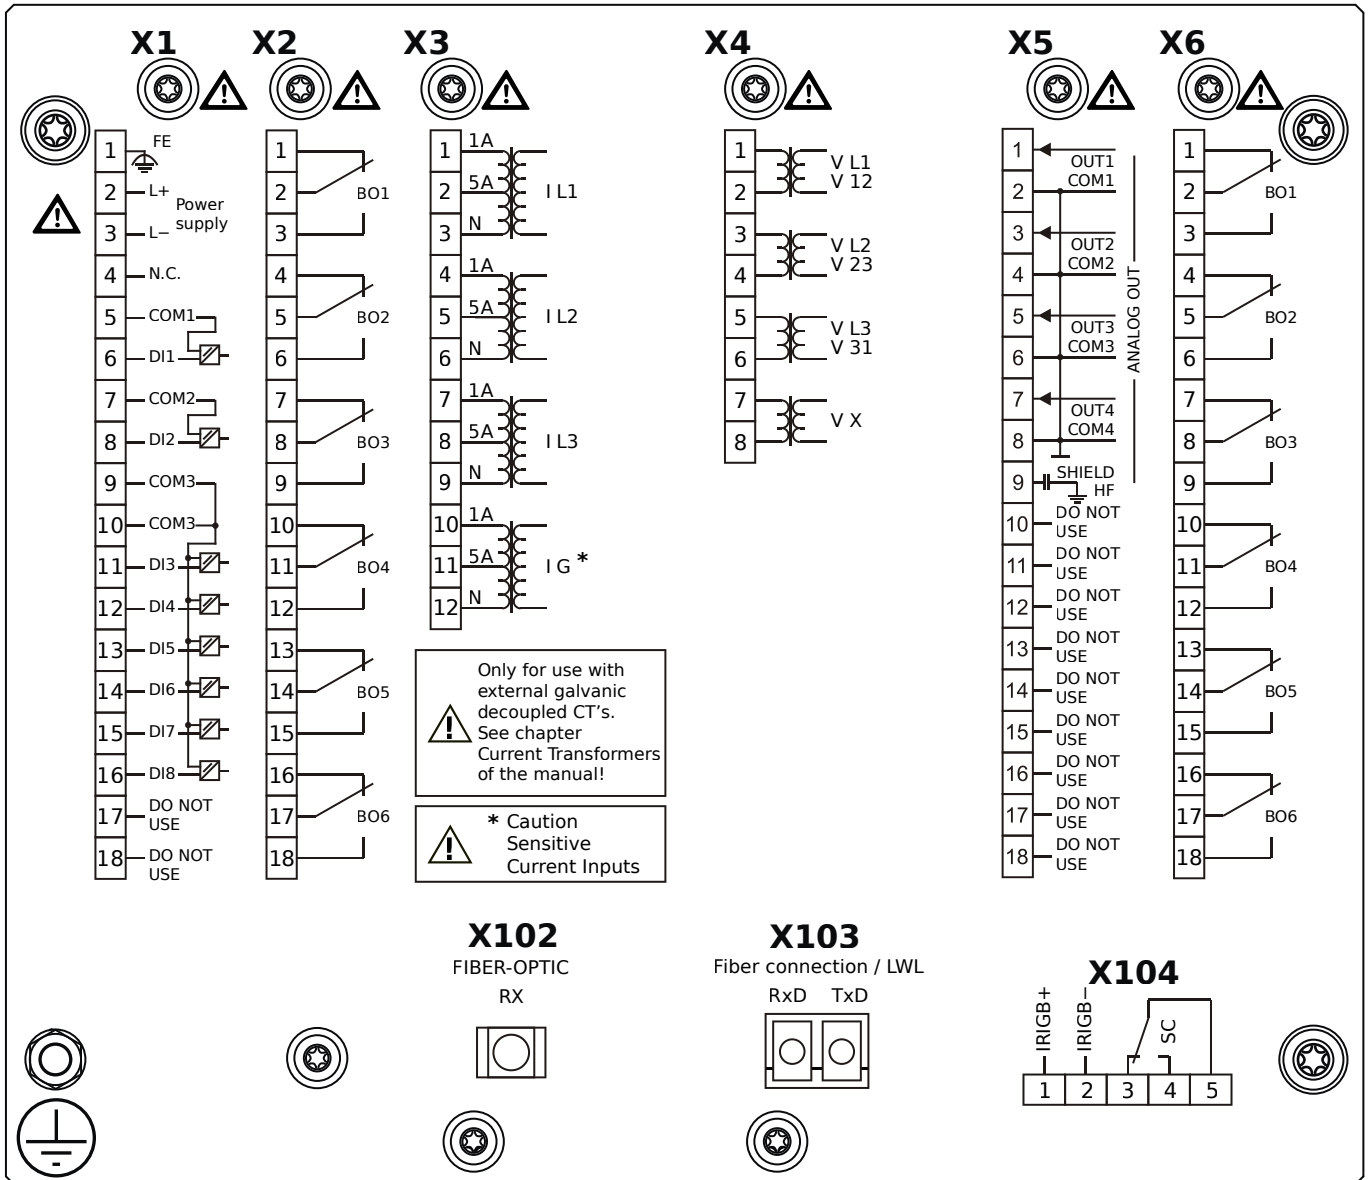 X1 X2 X3 X4 X5 X6
1 FE
2 L+
Power
supply
3 L−
4 N.C.
5 COM1
6 DI1
7 COM2
8 DI2
9 COM3
10 COM3
11 DI3
12 DI4
13 DI5
14 DI6
15 DI7
16 DI8
17 DO NOT
USE
18 DO NOT
USE
1
2 BO1
3
4
5 BO2
6
7
8 BO3
9
10
11 BO4
12
13
14 BO5
15
16
17 BO6
18
1 1A
2 5A I L1
3 N
4 1A
5 5A I L2
6 N
7 1A
8 5A I L3
9 N
10 1A
11 5A I G *
12 N
Only for use with
external galvanic
decoupled CT's.
See chapter
Current Transformers
of the manual!
* Caution
Sensitive
Current Inputs
1 V L1
2 V 12
3 V L2
4 V 23
5 V L3
6 V 31
7 V X
8
1 OUT1
2 COM1
3 OUT2
4 COM2
5 OUT3
6 COM3
7 OUT4
8 COM4
ANALOG OUT
9 SHIELD
HF
10 DO NOT
USE
11 DO NOT
USE
12 DO NOT
USE
13 DO NOT
USE
14 DO NOT
USE
15 DO NOT
USE
16 DO NOT
USE
17 DO NOT
USE
18 DO NOT
USE
1
2 BO1
3
4
5 BO2
6
7
8 BO3
9
10
11 BO4
12
13
14 BO5
15
16
17 BO6
18
X102
FIBER-OPTIC
RX
X103
Fiber connection / LWL
RxD TxD
X104
IRIGB+ IRIGB− SC
1 2 3 4 5